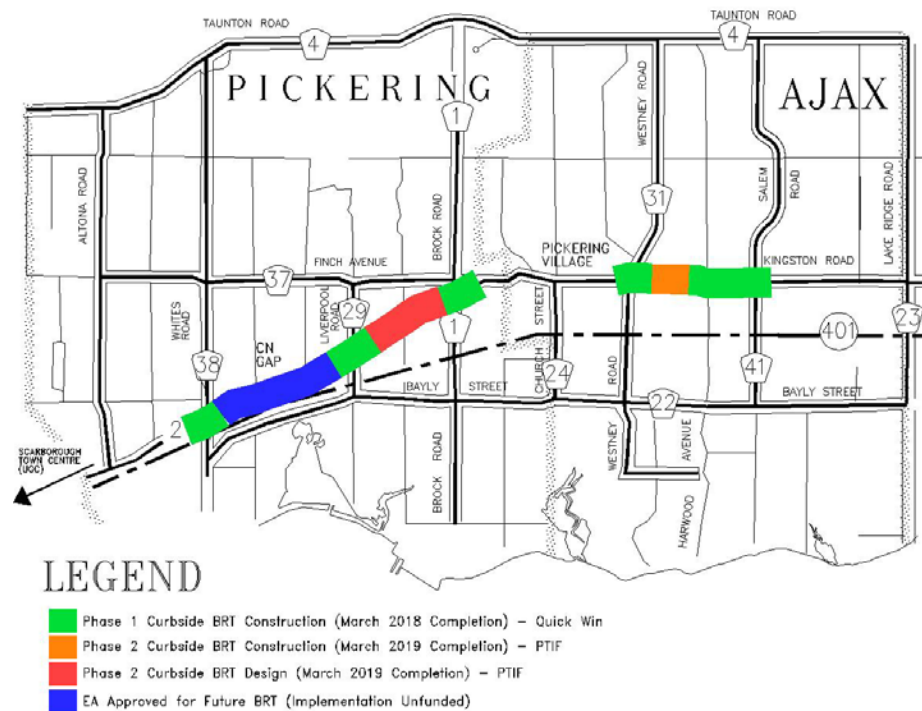 TAUNTON ROAD
TAUNTON ROAD
4
4
PICKERING
AJAX
1
ALTONA ROAD
BROCK ROAD
WESTNEY ROAD
SALEM
ROAD
LAKE RIDGE ROAD
31
PICKERING
VILLAGE
FINCH AVENUE
KINGSTON ROAD
37
WHITES
ROAD
LIVERPOOL
ROAD
29
1
STREET
401
23
CN
GAP
38
CHURCH
24
ROAD
41
BAYLY STREET
22
BAYLY STREET
2
SCARBOROUGH
TOWN CENTRE
(UGC)
BROCK ROAD
WESTNEY
AVENUE
HARWOOD
LEGEND
Phase 1 Curbside BRT Construction (March 2018 Completion) – Quick Win
Phase 2 Curbside BRT Construction (March 2019 Completion) – PTIF
Phase 2 Curbside BRT Design (March 2019 Completion) – PTIF
EA Approved for Future BRT (Implementation Unfunded)